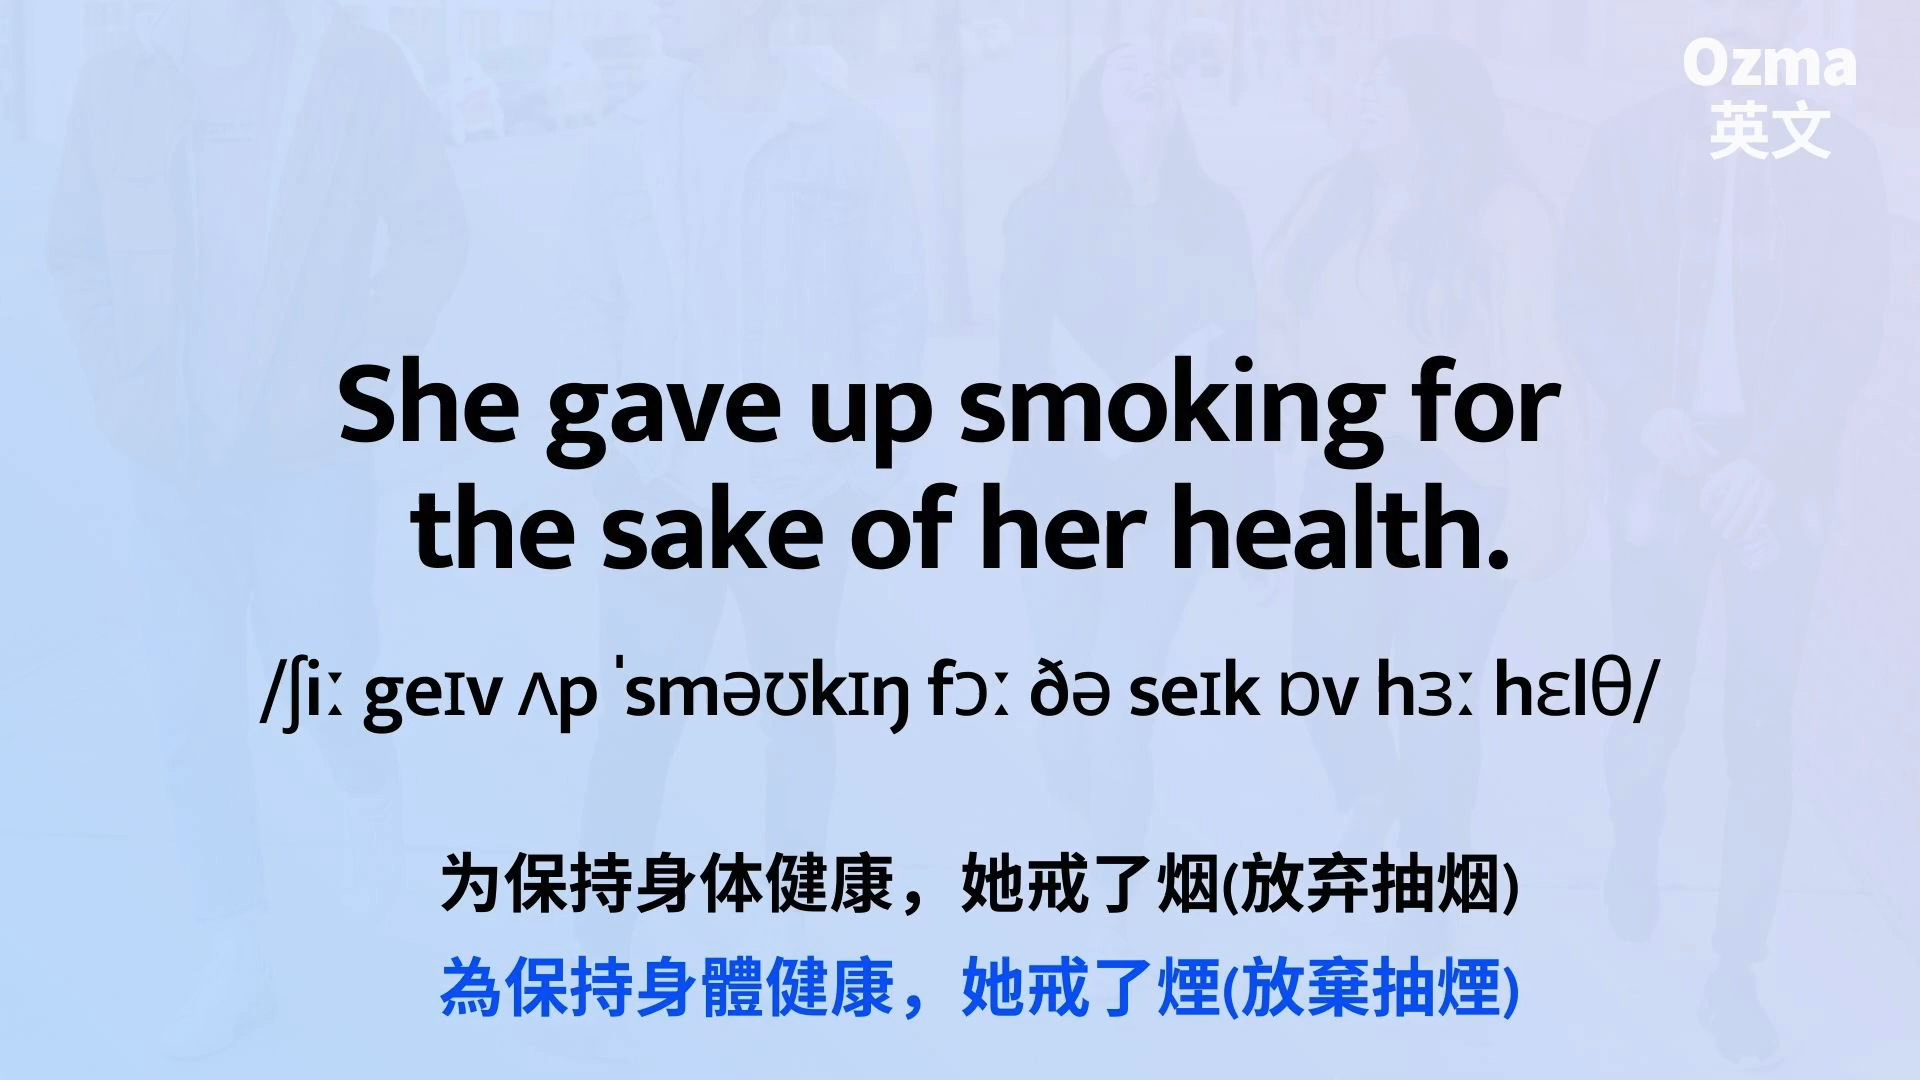 Ozma
英文
She gave up smoking for
the sake of her health.
/ʃiː geɪv ʌp ˈsməʊkɪŋ fɔː ðə seɪk ɒv hɜː hɛlθ/
为保持身体健康，她戒了烟(放弃抽烟)
為保持身體健康，她戒了煙(放棄抽煙)